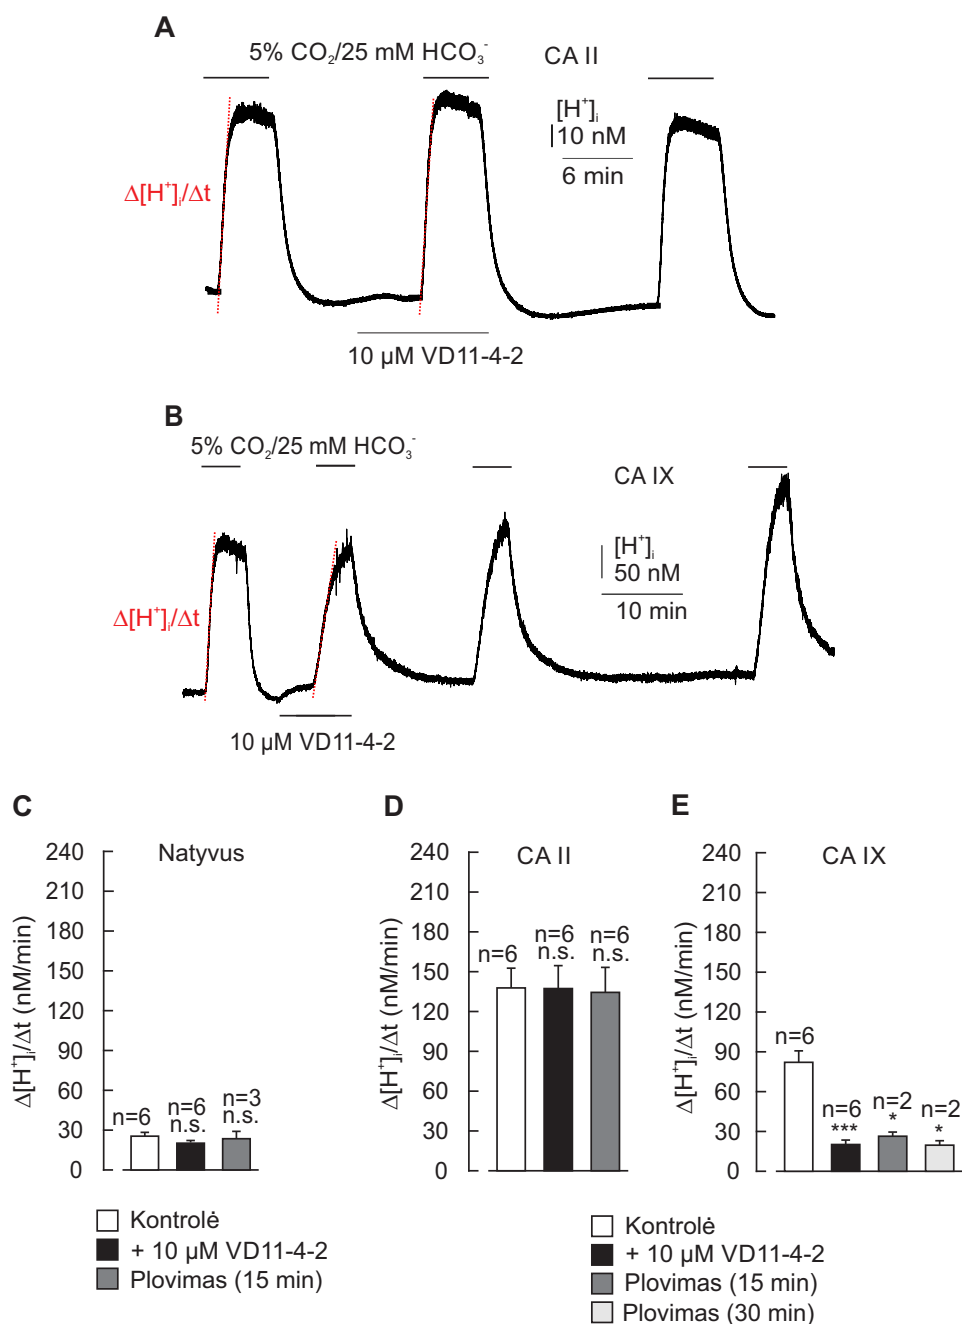 A
5% CO₂/25 mM HCO₃⁻
CA II
[H⁺]ᵢ
10 nM
6 min
Δ[H⁺]ᵢ/Δt
10 µM VD11-4-2
B
5% CO₂/25 mM HCO₃⁻
CA IX
[H⁺]ᵢ
50 nM
10 min
Δ[H⁺]ᵢ/Δt
10 µM VD11-4-2
C
Natyvus
Δ[H⁺]ᵢ/Δt (nM/min)
240
210
180
150
120
90
60
30
0
n=6
n=6
n.s.
n=3
n.s.
Kontrolė
+ 10 µM VD11-4-2
Plovimas (15 min)
D
CA II
Δ[H⁺]ᵢ/Δt (nM/min)
240
210
180
150
120
90
60
30
0
n=6
n=6
n.s.
n=6
n.s.
E
CA IX
Δ[H⁺]ᵢ/Δt (nM/min)
240
210
180
150
120
90
60
30
0
n=6
n=6
***
n=2
*
n=2
*
Kontrolė
+ 10 µM VD11-4-2
Plovimas (15 min)
Plovimas (30 min)